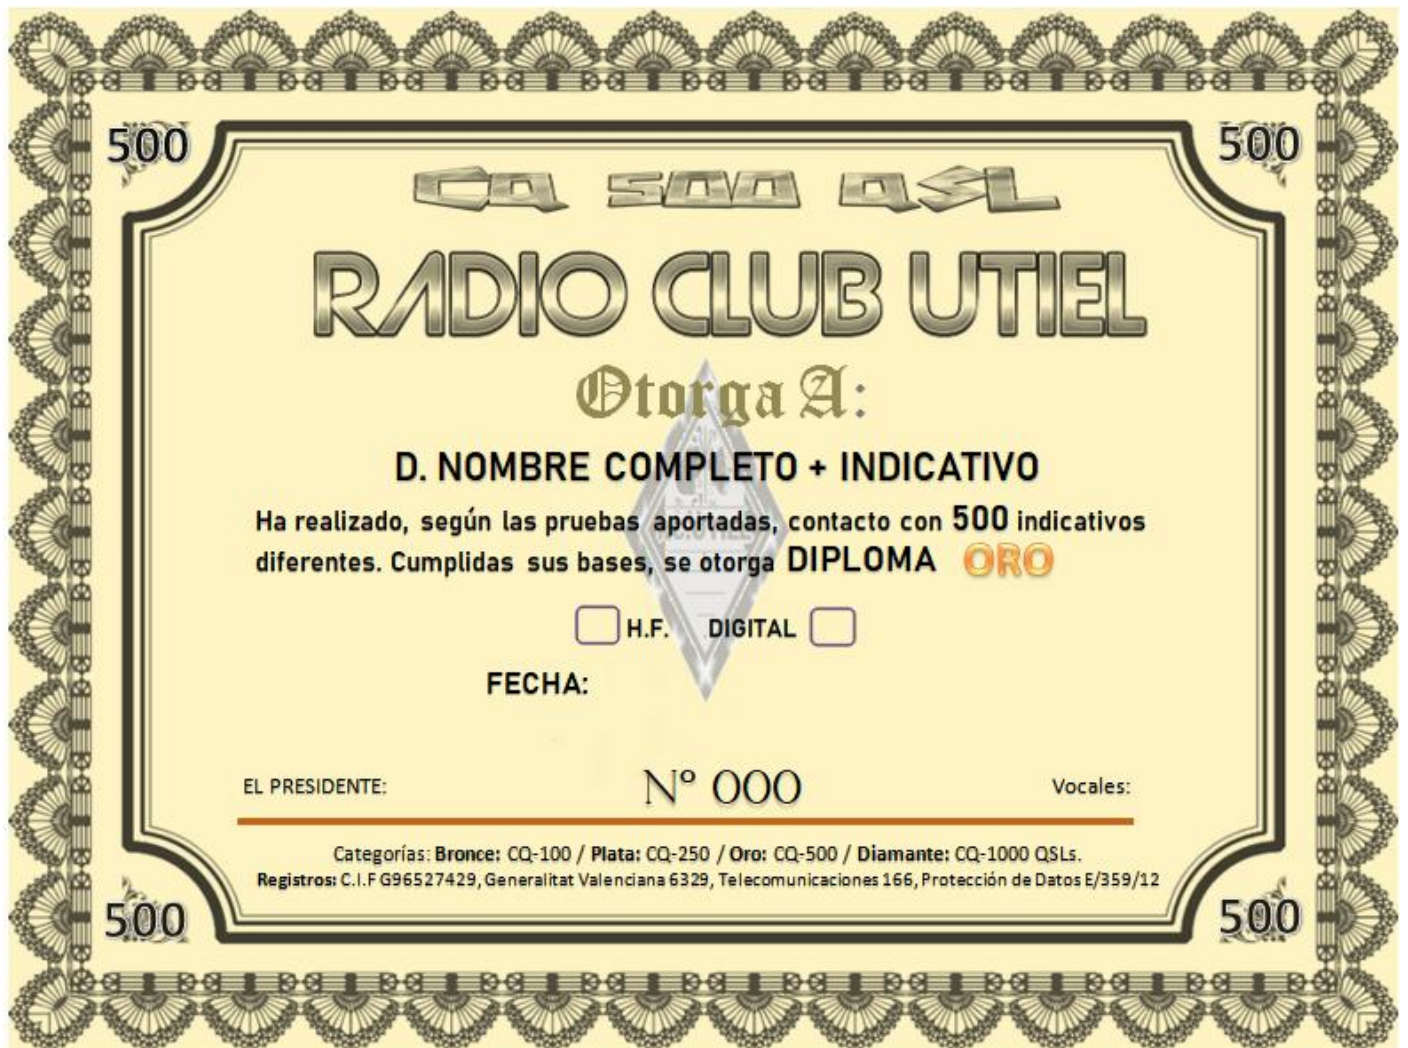 500
500
CQ 500 QSL
RADIO CLUB UTIEL
Otorga A:
D. NOMBRE COMPLETO + INDICATIVO
Ha realizado, según las pruebas aportadas, contacto con 500 indicativos
diferentes. Cumplidas sus bases, se otorga DIPLOMA ORO
H.F. DIGITAL
FECHA:
EL PRESIDENTE: Nº 000 Vocales:
Categorías: Bronce: CQ-100 / Plata: CQ-250 / Oro: CQ-500 / Diamante: CQ-1000 QSLs.
Registros: C.I.F G96527429, Generalitat Valenciana 6329, Telecomunicaciones 166, Protección de Datos E/359/12
500
500